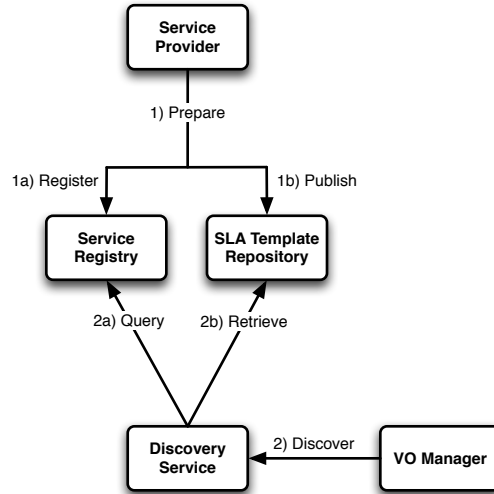 Service
Provider
1) Prepare
1a) Register
1b) Publish
Service
Registry
SLA Template
Repository
2a) Query
2b) Retrieve
Discovery
Service
2) Discover
VO Manager